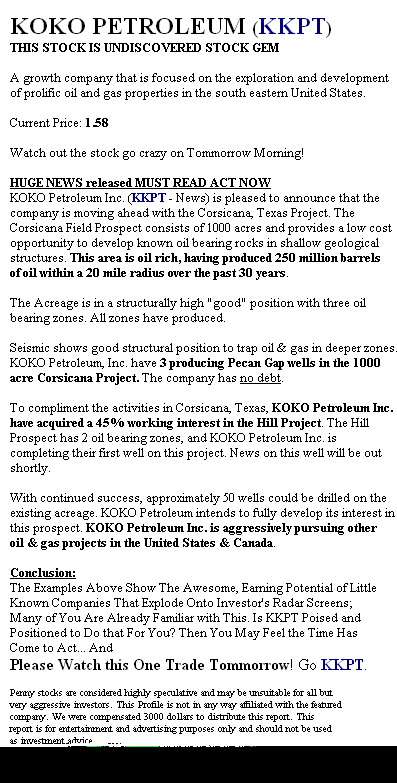 KOKO PETROLEUM (KKPT)
THIS STOCK IS UNDISCOVERED STOCK GEM
A growth company that is focused on the exploration and development
of prolific oil and gas properties in the south eastern United States.
Current Price: 1.58
Watch out the stock go crazy on Tommorrow Morning!
HUGE NEWS released MUST READ ACT NOW
KOKO Petroleum Inc. (KKPT - News) is pleased to announce that the
company is moving ahead with the Corsicana, Texas Project. The
Corsicana Field Prospect consists of 1000 acres and provides a low cost
opportunity to develop known oil bearing rocks in shallow geological
structures. This area is oil rich, having produced 250 million barrels
of oil within a 20 mile radius over the past 30 years.
The Acreage is in a structurally high "good" position with three oil
bearing zones. All zones have produced.
Seismic shows good structural position to trap oil & gas in deeper zones.
KOKO Petroleum, Inc. have 3 producing Pecan Gap wells in the 1000
acre Corsicana Project. The company has no debt.
To compliment the activities in Corsicana, Texas, KOKO Petroleum Inc.
have acquired a 45% working interest in the Hill Project. The Hill
Prospect has 2 oil bearing zones, and KOKO Petroleum Inc. is
completing their first well on this project. News on this well will be out
shortly.
With continued success, approximately 50 wells could be drilled on the
existing acreage. KOKO Petroleum intends to fully develop its interest in
this prospect. KOKO Petroleum Inc. is aggressively pursuing other
oil & gas projects in the United States & Canada.
Conclusion:
The Examples Above Show The Awesome, Earning Potential of Little
Known Companies That Explode Onto Investor's Radar Screens;
Many of You Are Already Familiar with This. Is KKPT Poised and
Positioned to Do that For You? Then You May Feel the Time Has
Come to Act... And
Please Watch this One Trade Tommorrow! Go KKPT.
Penny stocks are considered highly speculative and may be unsuitable for all but
very aggressive investors. This Profile is not in any way affiliated with the featured
company. We were compensated 3000 dollars to distribute this report. This
report is for entertainment and advertising purposes only and should not be used
as investment advice